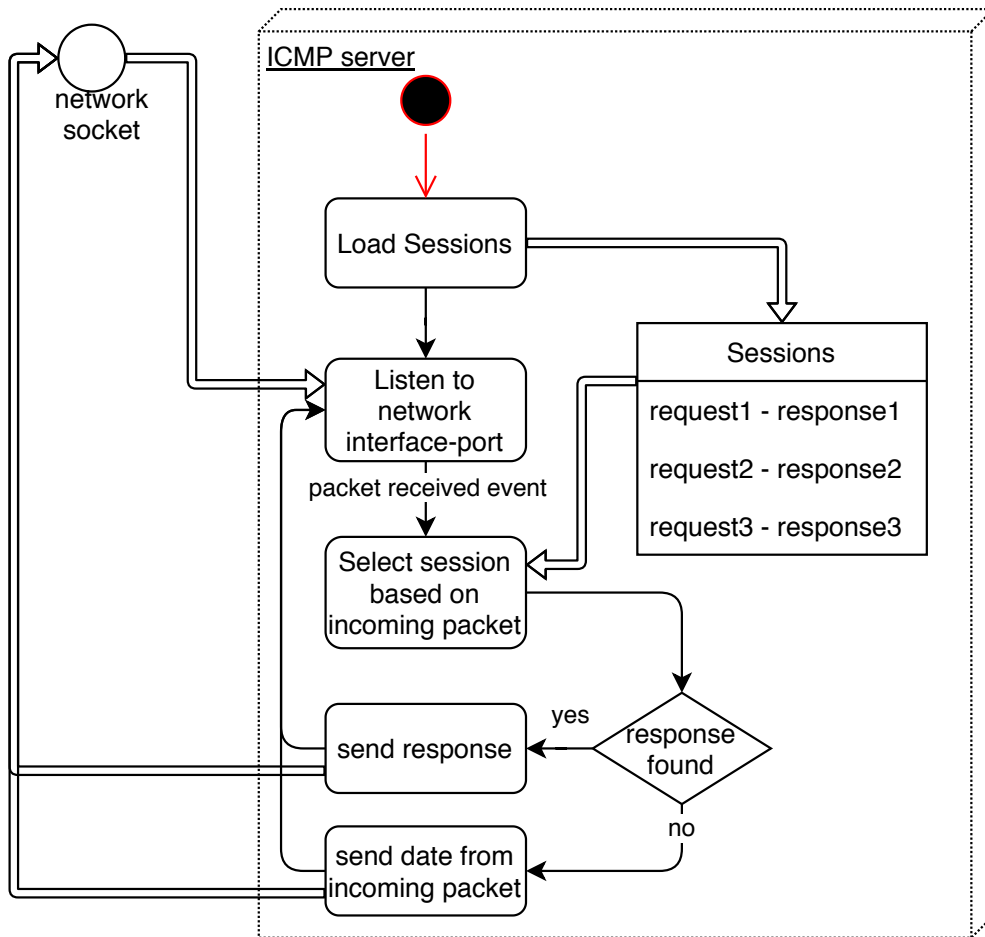 ICMP server
network
socket
Load Sessions
Sessions
Listen to
network
interface-port
request1 - response1
request2 - response2
request3 - response3
packet received event
Select session
based on
incoming packet
yes
send response
response
found
no
send date from
incoming packet